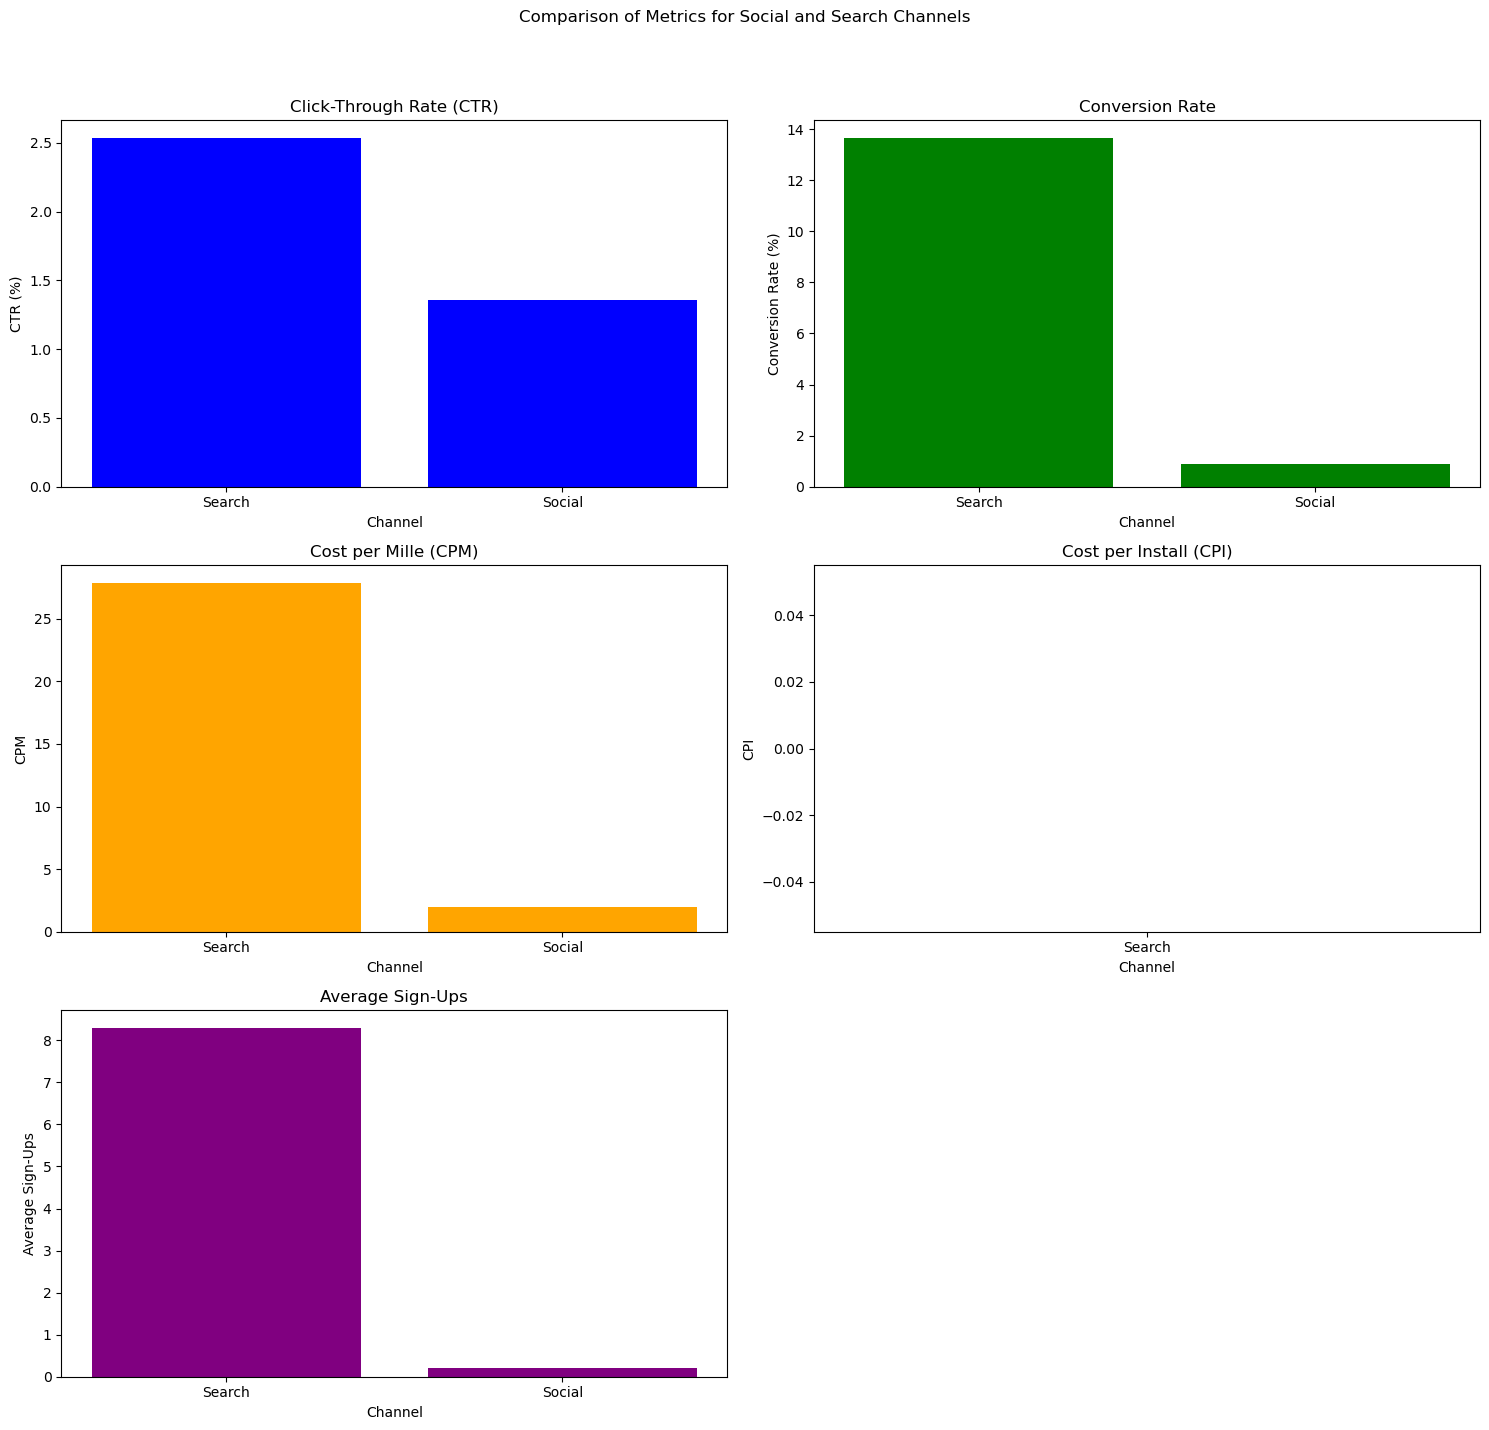 Comparison of Metrics for Social and Search Channels
Click-Through Rate (CTR)
CTR (%)
2.5
2.0
1.5
1.0
0.5
0.0
Search
Social
Channel
Conversion Rate
Conversion Rate (%)
14
12
10
8
6
4
2
0
Search
Social
Channel
Cost per Mille (CPM)
CPM
25
20
15
10
5
0
Search
Social
Channel
Cost per Install (CPI)
CPI
0.04
0.02
0.00
−0.02
−0.04
Search
Channel
Average Sign-Ups
Average Sign-Ups
8
7
6
5
4
3
2
1
0
Search
Social
Channel